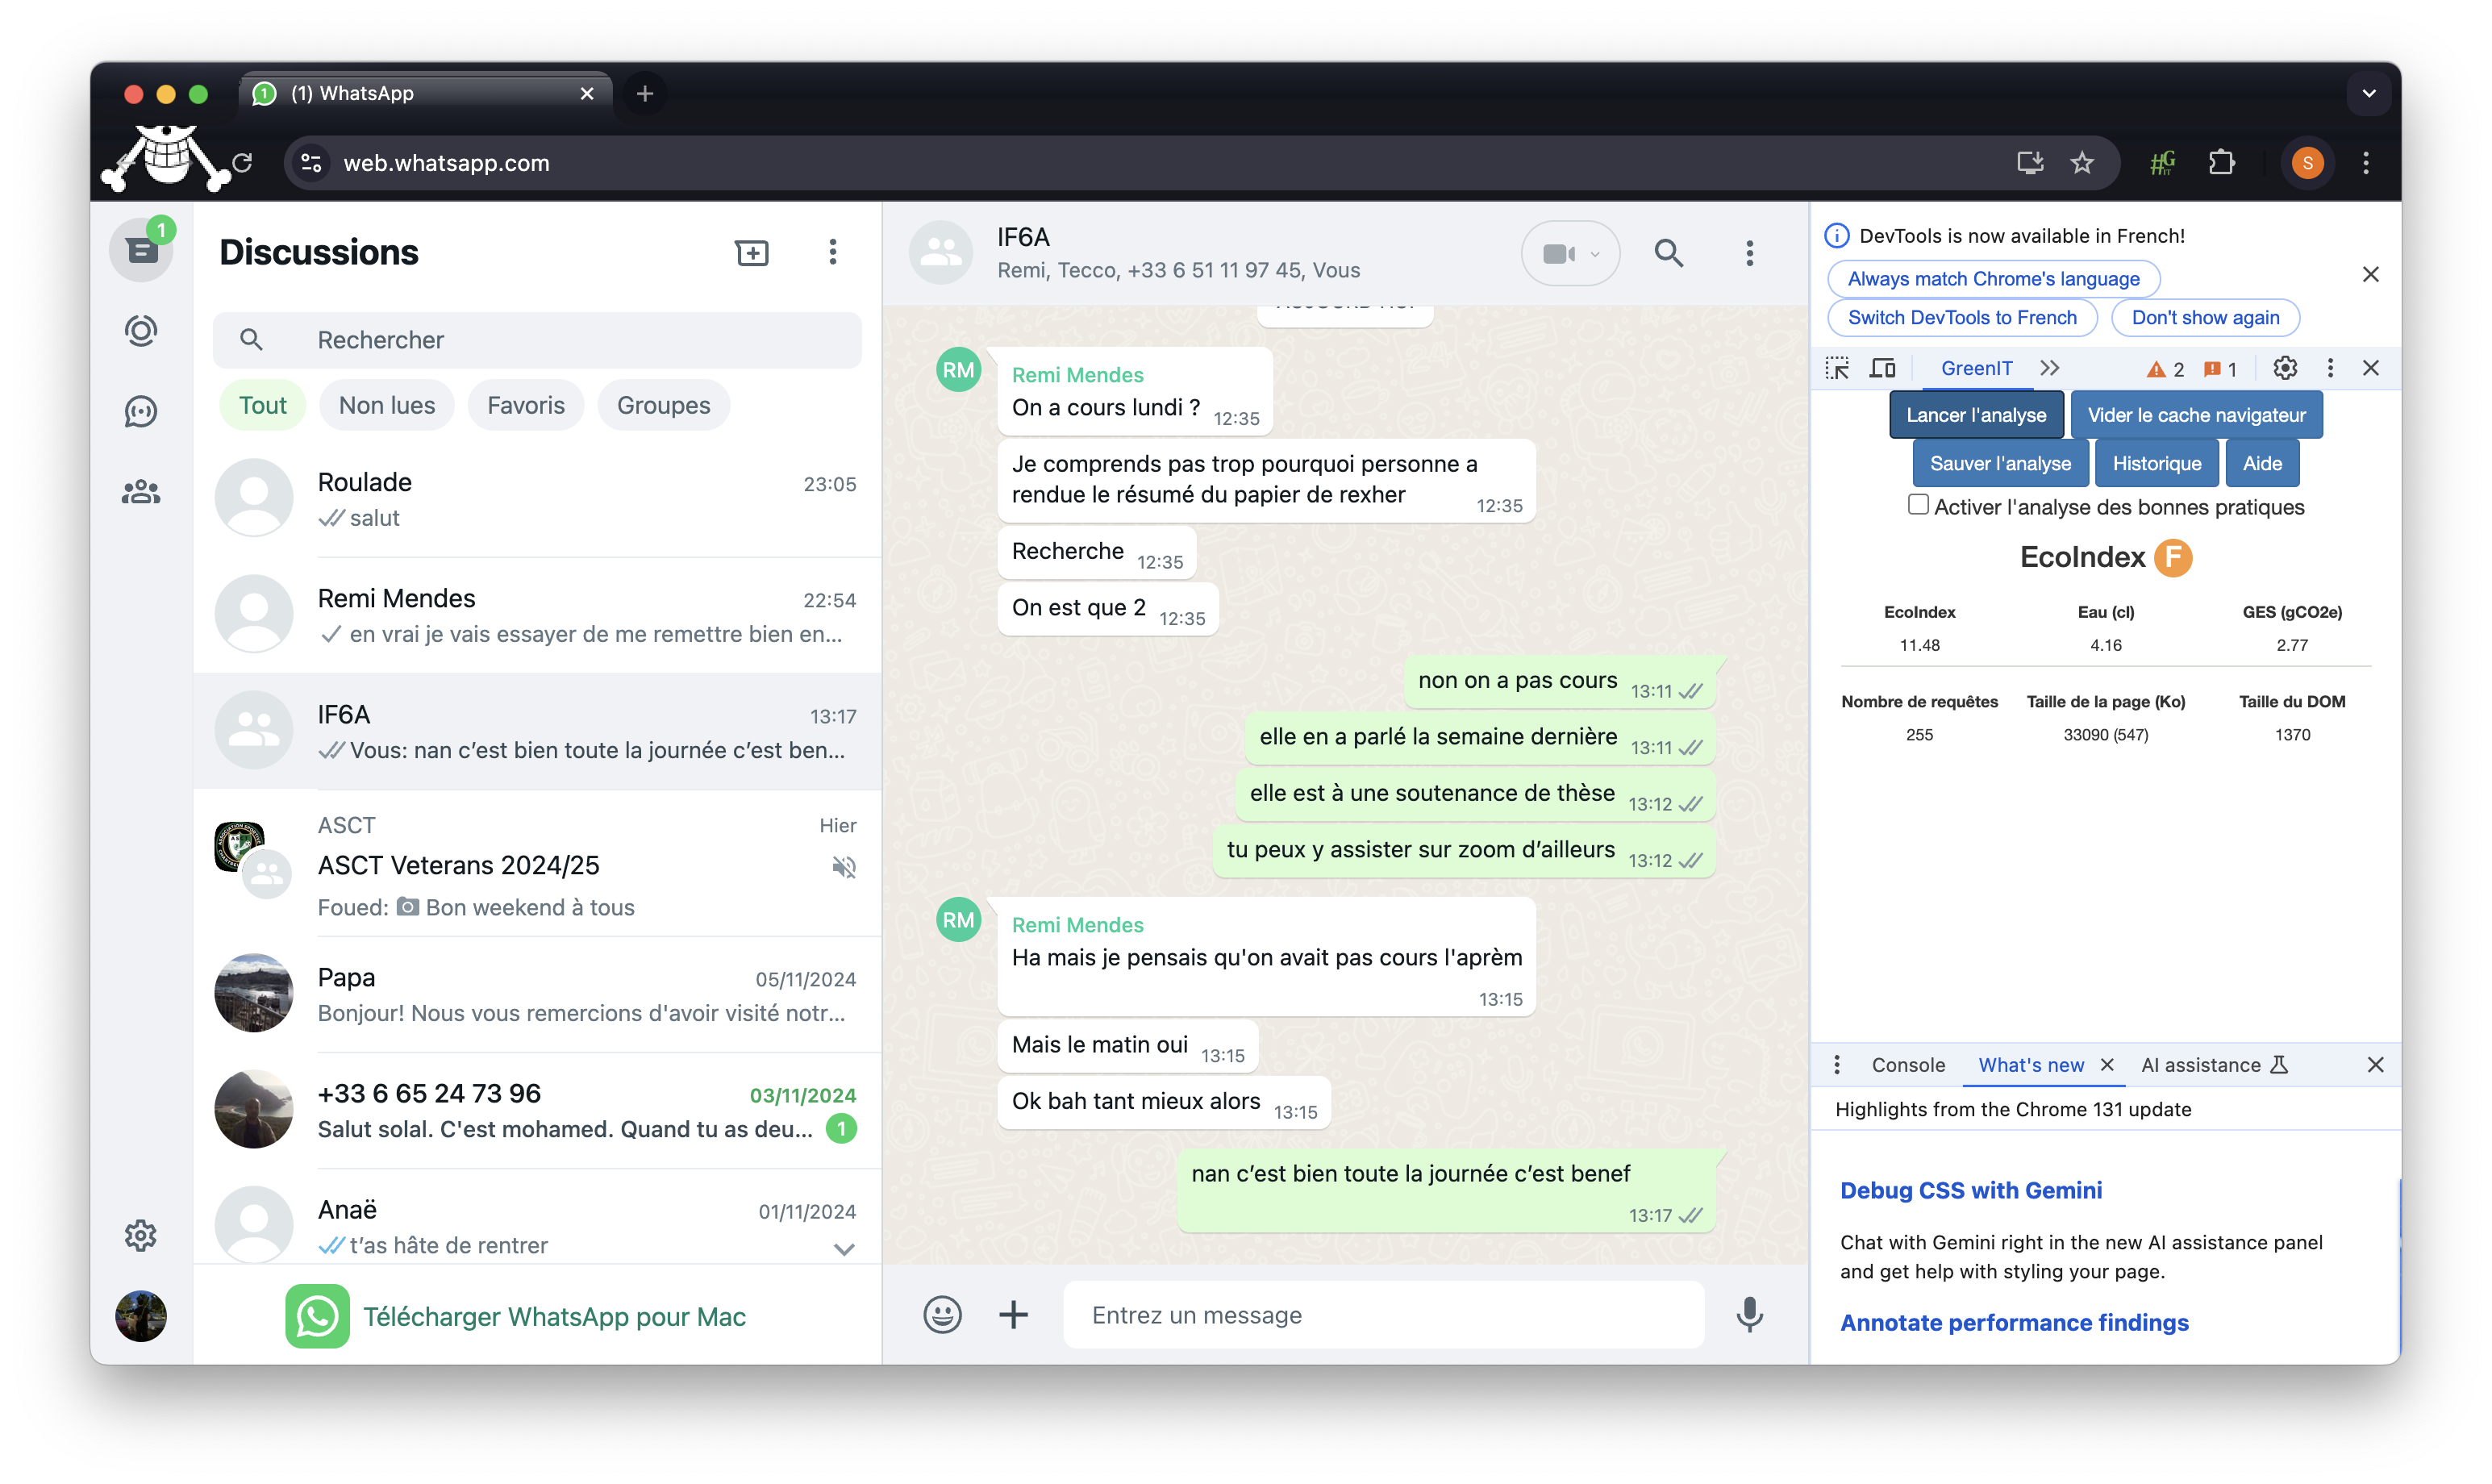 1
(1) WhatsApp
web.whatsapp.com
S
1
Discussions
Rechercher
Tout
Non lues
Favoris
Groupes
Roulade
23:05
salut
Remi Mendes
22:54
en vrai je vais essayer de me remettre bien en...
IF6A
13:17
Vous: nan c’est bien toute la journée c’est ben...
ASCT
Hier
ASCT Veterans 2024/25
Foued: Bon weekend à tous
Papa
05/11/2024
Bonjour! Nous vous remercions d'avoir visité notr...
+33 6 65 24 73 96
03/11/2024
Salut solal. C'est mohamed. Quand tu as deu...
1
Anaë
01/11/2024
t’as hâte de rentrer
Télécharger WhatsApp pour Mac
IF6A
Remi, Tecco, +33 6 51 11 97 45, Vous
RM
Remi Mendes
On a cours lundi ? 12:35
Je comprends pas trop pourquoi personne a
rendue le résumé du papier de rexher 12:35
Recherche 12:35
On est que 2 12:35
non on a pas cours 13:11
elle en a parlé la semaine dernière 13:11
elle est à une soutenance de thèse 13:12
tu peux y assister sur zoom d’ailleurs 13:12
RM
Remi Mendes
Ha mais je pensais qu'on avait pas cours l'aprèm
13:15
Mais le matin oui 13:15
Ok bah tant mieux alors 13:15
nan c’est bien toute la journée c’est benef
13:17
Entrez un message
DevTools is now available in French!
Always match Chrome's language
Switch DevTools to French
Don't show again
GreenIT
2
1
Lancer l'analyse
Vider le cache navigateur
Sauver l'analyse
Historique
Aide
Activer l'analyse des bonnes pratiques
EcoIndex F
EcoIndex
Eau (cl)
GES (gCO2e)
11.48
4.16
2.77
Nombre de requêtes
Taille de la page (Ko)
Taille du DOM
255
33090 (547)
1370
Console
What's new
AI assistance
Highlights from the Chrome 131 update
Debug CSS with Gemini
Chat with Gemini right in the new AI assistance panel
and get help with styling your page.
Annotate performance findings